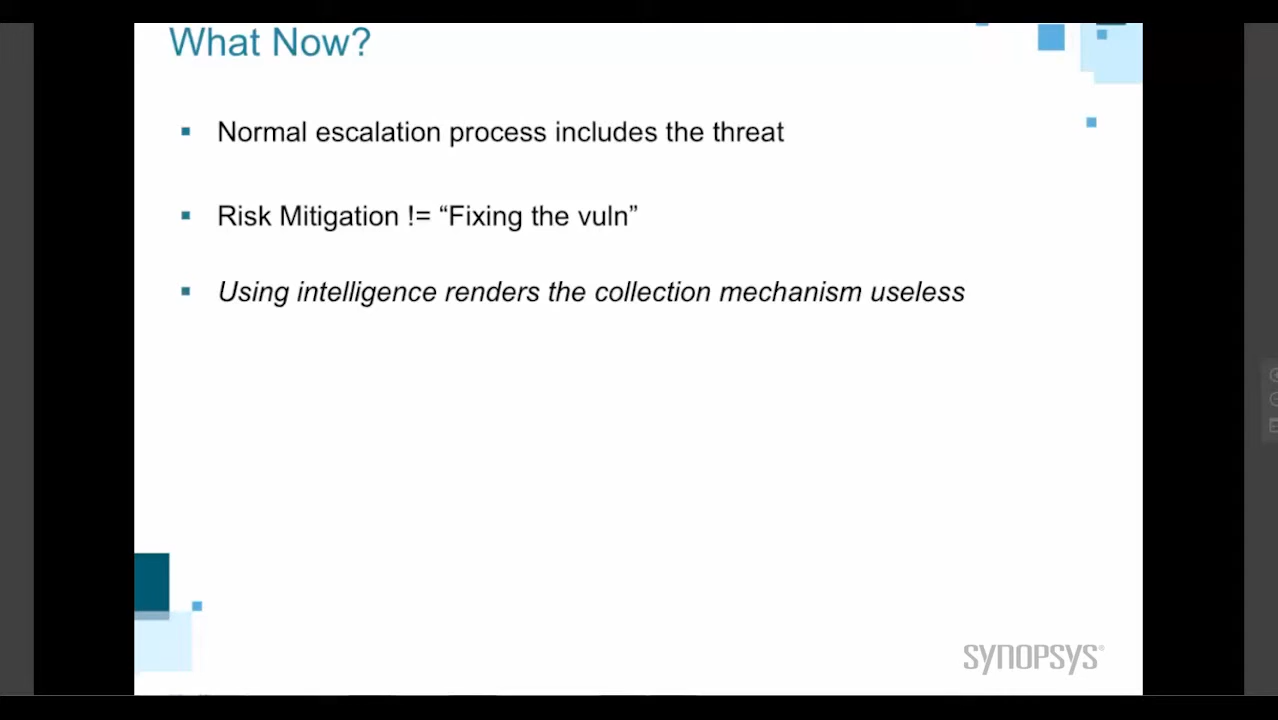 What Now?
Normal escalation process includes the threat
Risk Mitigation != “Fixing the vuln”
Using intelligence renders the collection mechanism useless
SYNOPSYS®